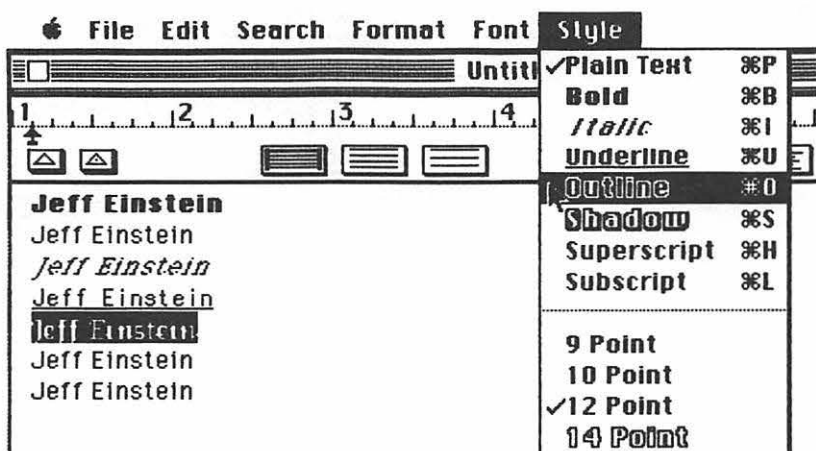 File Edit Search Format Font Style
Untitl
1 2 3 4
✓Plain Text ⌘P
Bold ⌘B
Italic ⌘I
Underline ⌘U
Outline ⌘O
Shadow ⌘S
Superscript ⌘H
Subscript ⌘L
9 Point
10 Point
✓12 Point
14 Point
Jeff Einstein
Jeff Einstein
Jeff Einstein
Jeff Einstein
Jeff Einstein
Jeff Einstein
Jeff Einstein